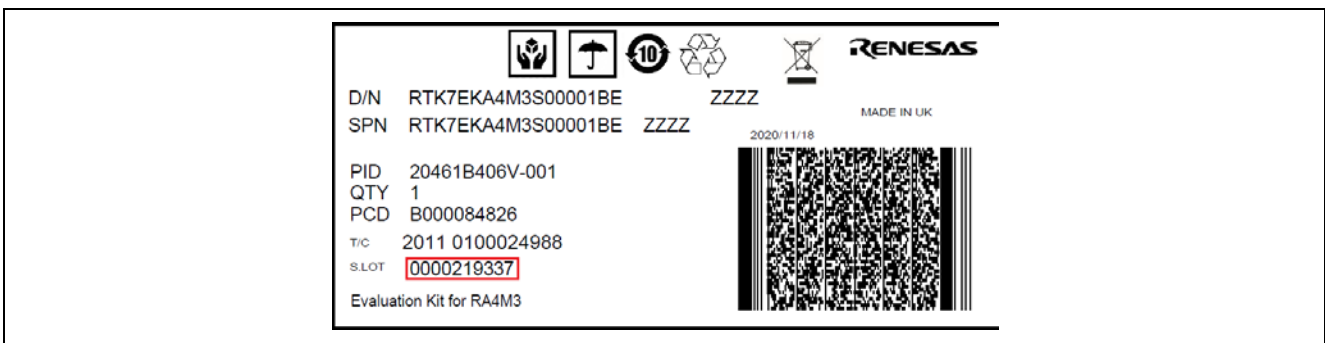 10
RENESAS
D/N RTK7EKA4M3S00001BE ZZZZ
MADE IN UK
SPN RTK7EKA4M3S00001BE ZZZZ
2020/11/18
PID 20461B406V-001
QTY 1
PCD B000084826
T/C 2011 0100024988
S.LOT 0000219337
Evaluation Kit for RA4M3